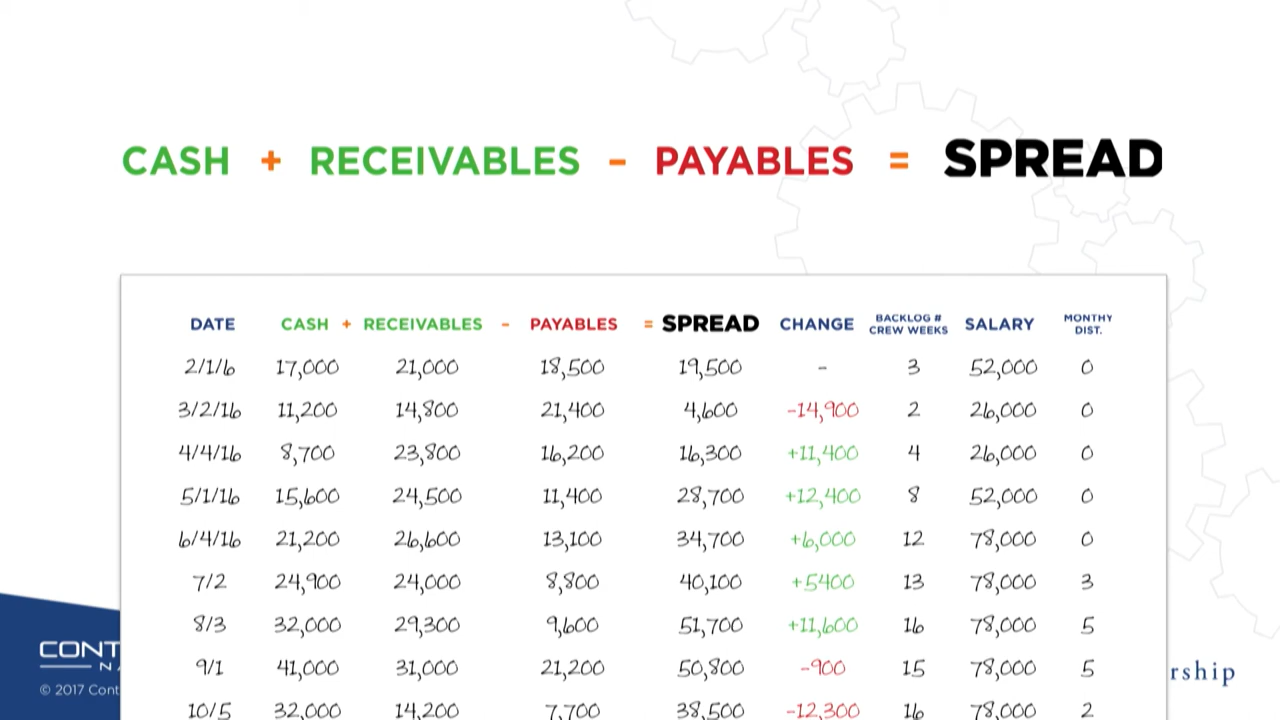 CASH + RECEIVABLES - PAYABLES = SPREAD
DATE CASH + RECEIVABLES - PAYABLES = SPREAD CHANGE BACKLOG # CREW WEEKS SALARY MONTHY DIST.
2/1/6 17,000 21,000 18,500 19,500 - 3 52,000 0
3/2/16 11,200 14,800 21,400 4,600 -14,900 2 26,000 0
4/4/16 8,700 23,800 16,200 16,300 +11,400 4 26,000 0
5/1/16 15,600 24,500 11,400 28,700 +12,400 8 52,000 0
6/4/16 21,200 26,600 13,100 34,700 +6,000 12 78,000 0
7/2 24,900 24,000 8,800 40,100 +5400 13 78,000 3
8/3 32,000 29,300 9,600 51,700 +11,600 16 78,000 5
9/1 41,000 31,000 21,200 50,800 -900 15 78,000 5
10/5 32,000 14,200 7,700 38,500 -12,300 16 78,000 2
CONT
NA
© 2017 Cont
rship